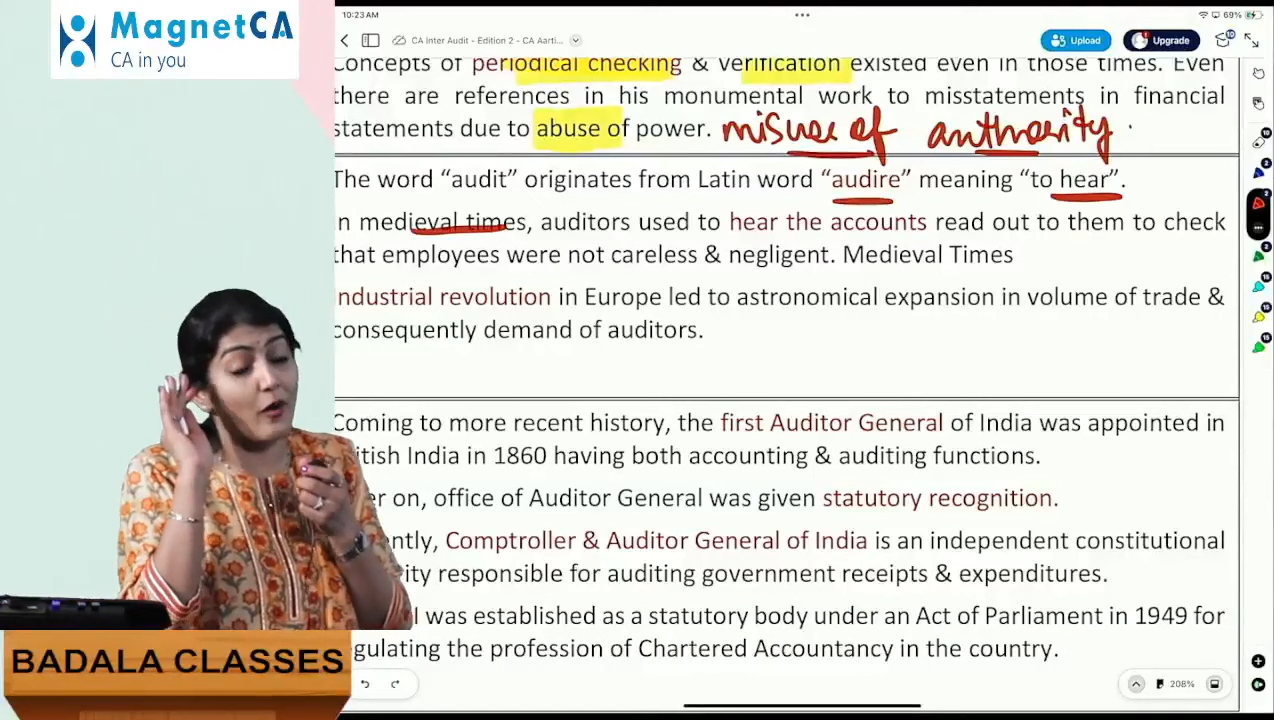 10:23 AM
69%
MagnetCA
CA in you
CA Inter Audit - Edition 2 - CA Aarti...
Upload
Upgrade
Concepts of periodical checking & verification existed even in those times. Even
there are references in his monumental work to misstatements in financial
statements due to abuse of power. misuse of authority
The word “audit” originates from Latin word “audire” meaning “to hear”.
In medieval times, auditors used to hear the accounts read out to them to check
that employees were not careless & negligent. Medieval Times
Industrial revolution in Europe led to astronomical expansion in volume of trade &
consequently demand of auditors.
Coming to more recent history, the first Auditor General of India was appointed in
British India in 1860 having both accounting & auditing functions.
on, office of Auditor General was given statutory recognition.
Comptroller & Auditor General of India is an independent constitutional
responsible for auditing government receipts & expenditures.
was established as a statutory body under an Act of Parliament in 1949 for
regulating the profession of Chartered Accountancy in the country.
BADALA CLASSES
208%